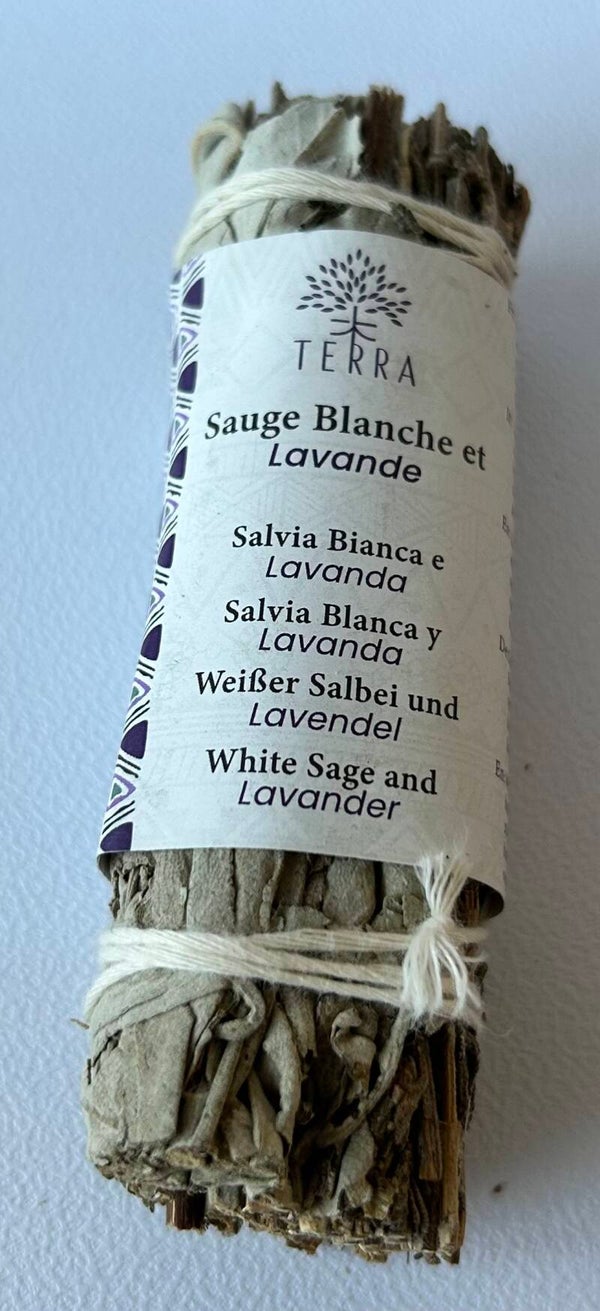 TERRA
Sauge Blanche et
Lavande
Salvia Bianca e
Lavanda
Salvia Blanca y
Lavanda
Weißer Salbei und
Lavendel
White Sage and
Lavander